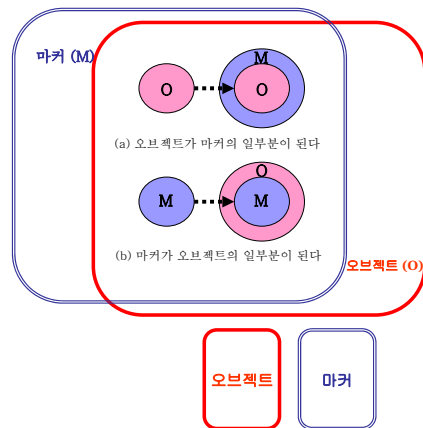 마커 (M)
M
O
O
(a) 오브젝트가 마커의 일부분이 된다
O
M
M
(b) 마커가 오브젝트의 일부분이 된다
오브젝트 (O)
오브젝트
마커